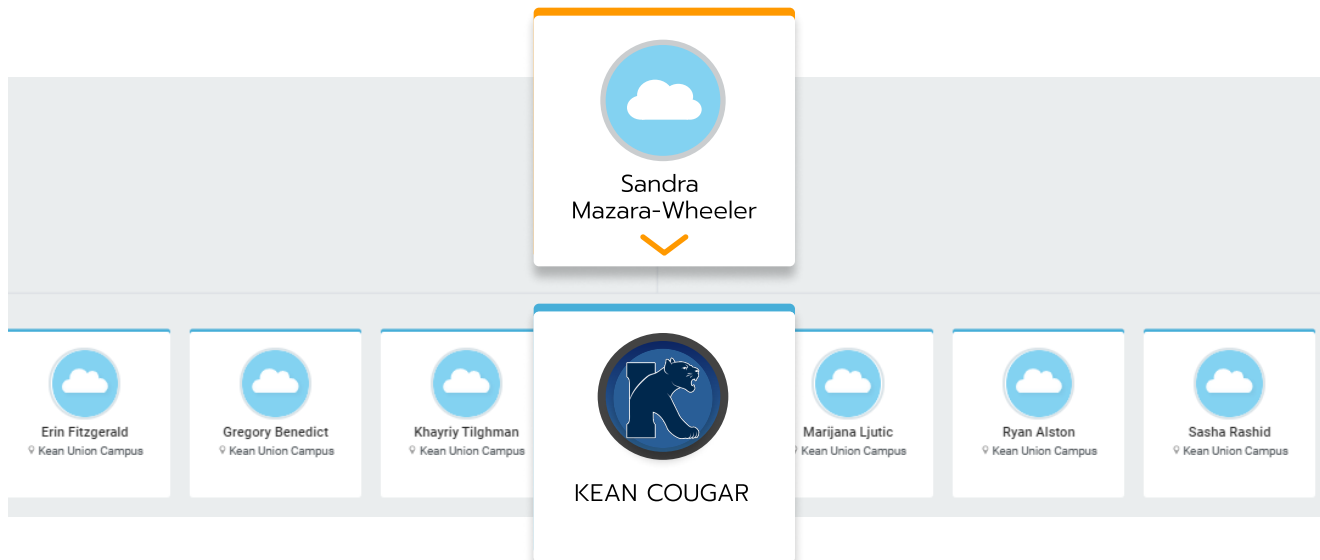 Sandra
Mazara-Wheeler
Erin Fitzgerald
Kean Union Campus
Gregory Benedict
Kean Union Campus
Khayriy Tilghman
Kean Union Campus
K
KEAN COUGAR
Marijana Ljutic
Kean Union Campus
Ryan Alston
Kean Union Campus
Sasha Rashid
Kean Union Campus